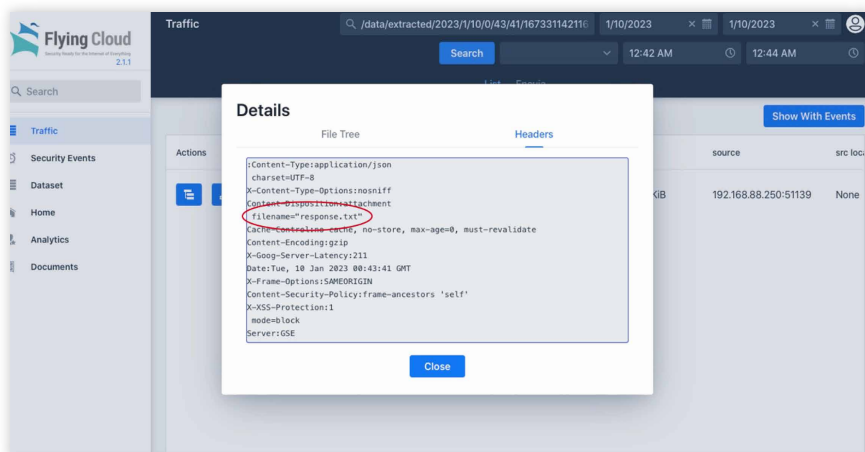 Flying Cloud
Security Ready for the Internet of Everything
2.1.1
Search
Traffic
Security Events
Dataset
Home
Analytics
Documents
Traffic
/data/extracted/2023/1/10/0/43/41/167331142116
1/10/2023
1/10/2023
Search
12:42 AM
12:44 AM
Show With Events
Actions
source
src loca
KiB
192.168.88.250:51139
None
Details
File Tree
Headers
:Content-Type:application/json
charset=UTF-8
X-Content-Type-Options:nosniff
Content-Disposition:attachment
filename="response.txt"
Cache-Control:no-cache, no-store, max-age=0, must-revalidate
Content-Encoding:gzip
X-Goog-Server-Latency:211
Date:Tue, 10 Jan 2023 00:43:41 GMT
X-Frame-Options:SAMEORIGIN
Content-Security-Policy:frame-ancestors 'self'
X-XSS-Protection:1
mode=block
Server:GSE
Close